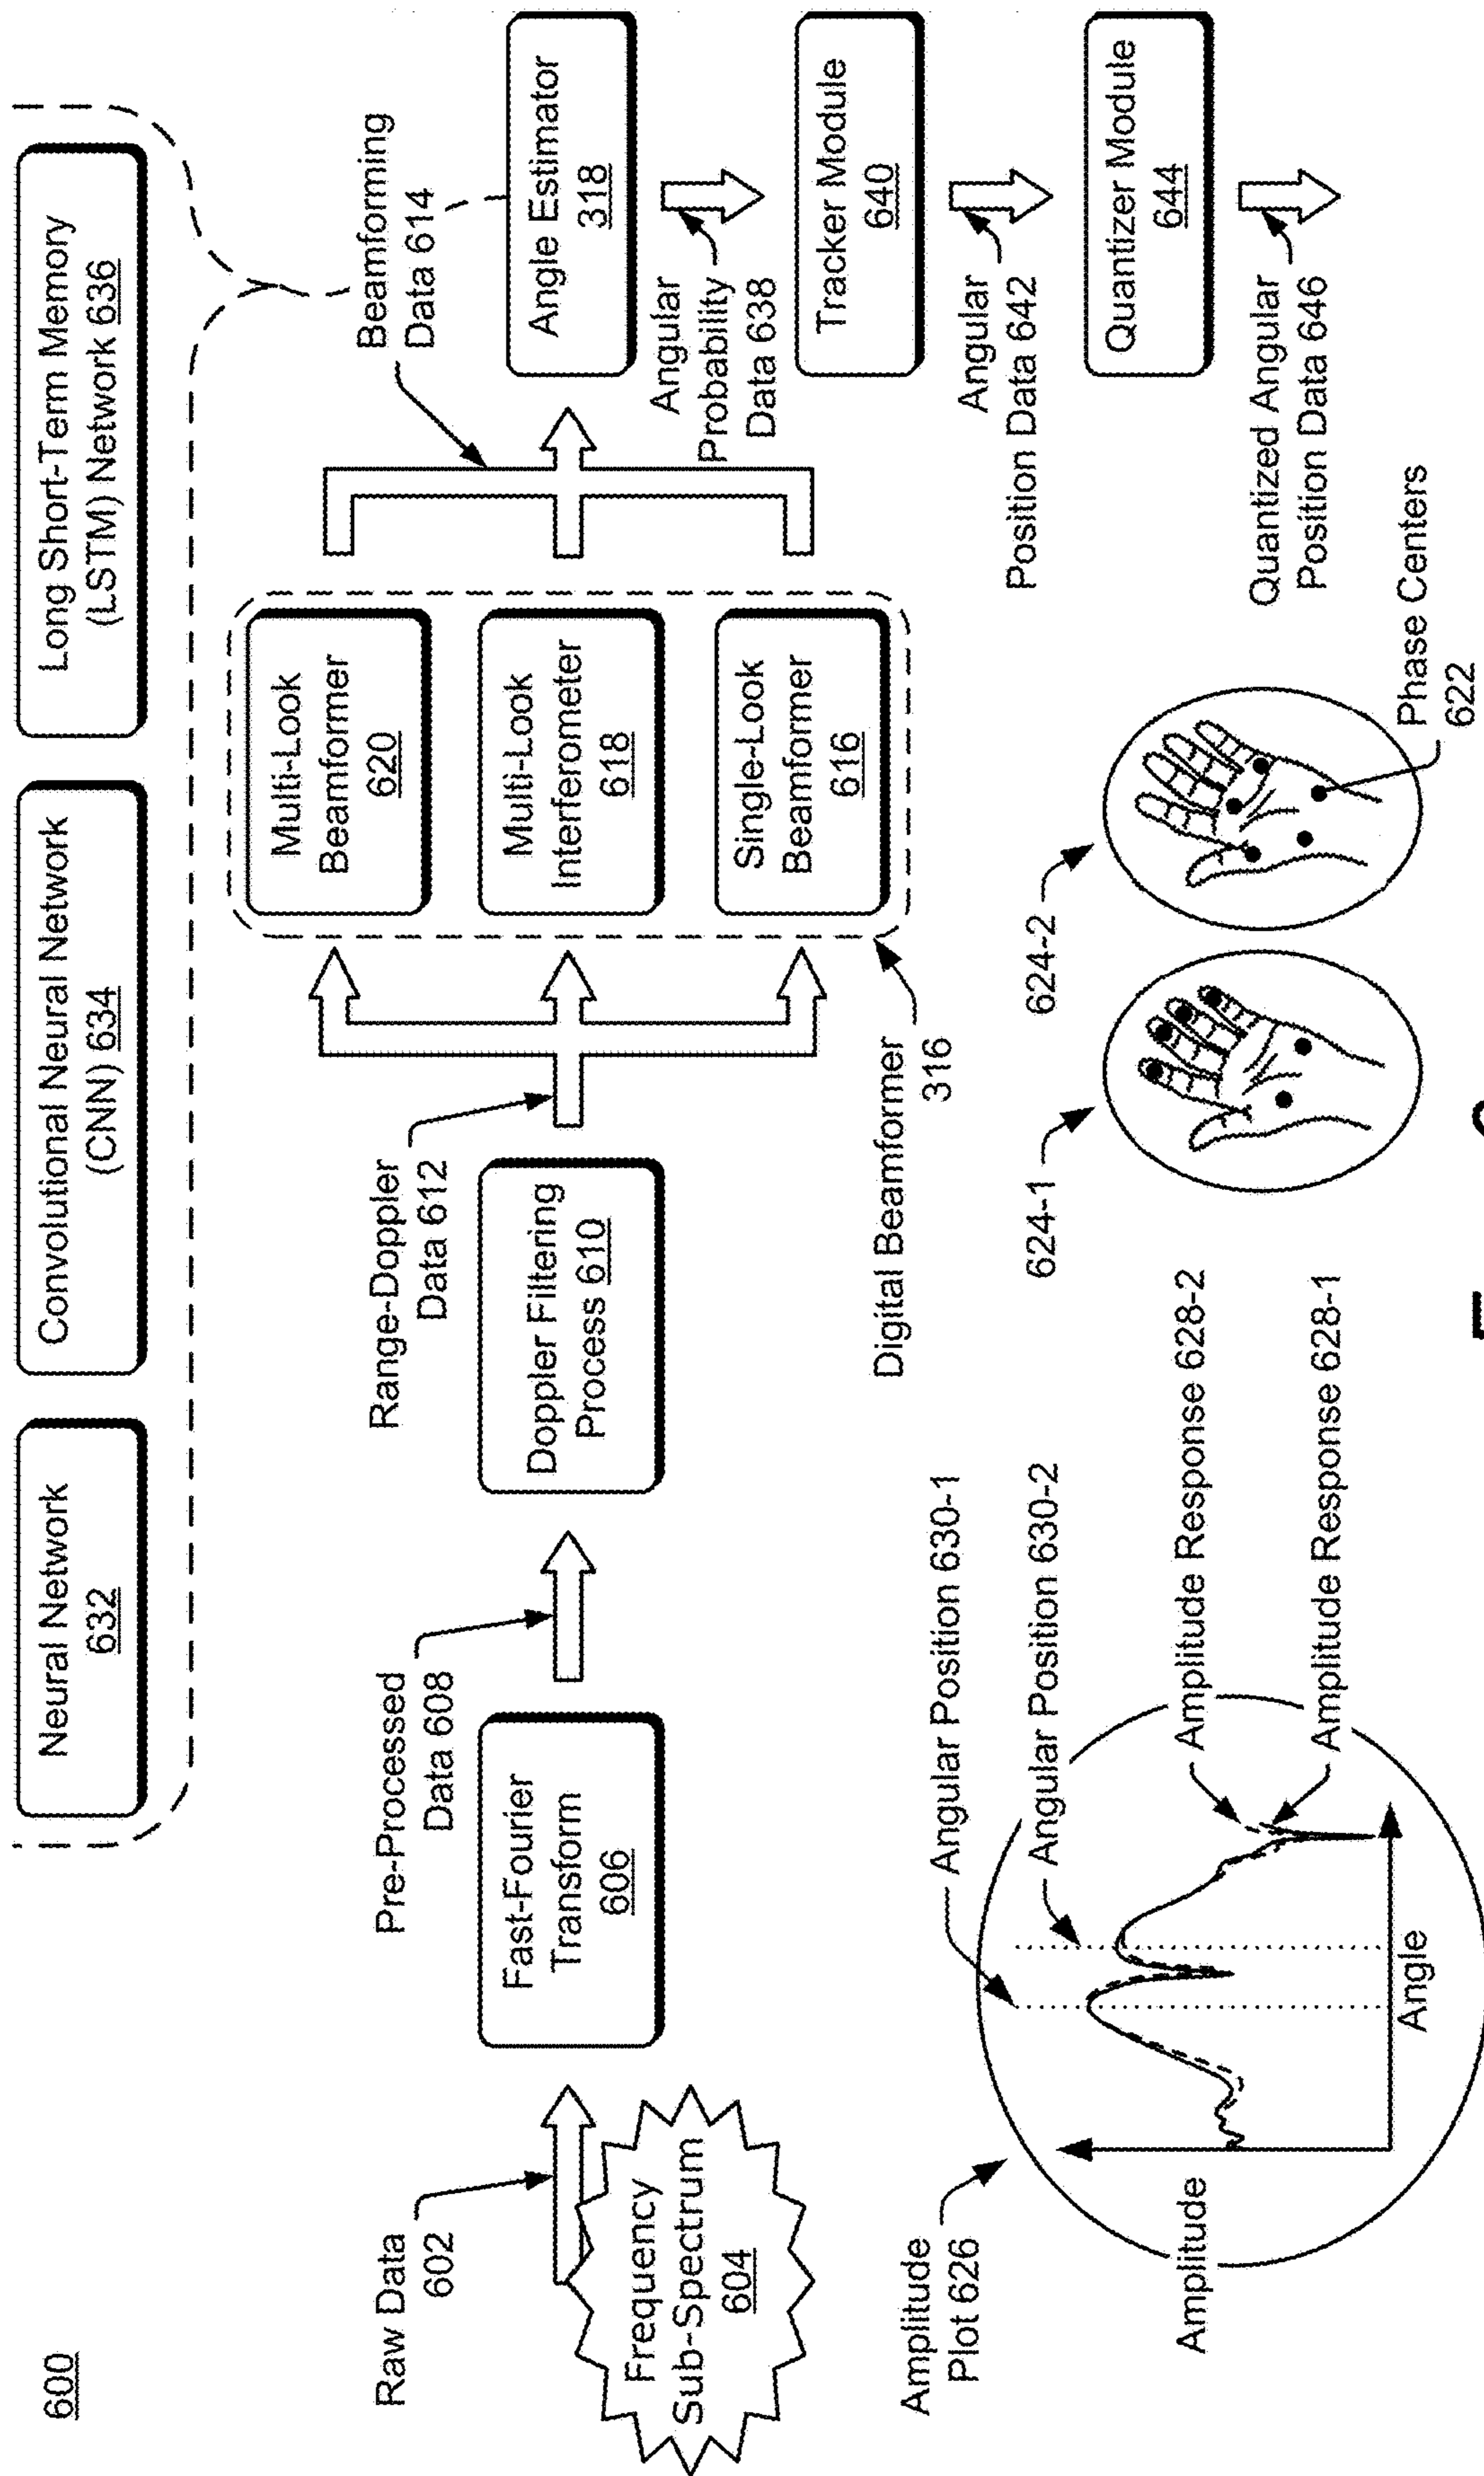 600
Neural Network
632
Convolutional Neural Network
(CNN) 634
Long Short-Term Memory
(LSTM) Network 636
Raw Data
602
Frequency
Sub-Spectrum
604
Fast-Fourier
Transform
606
Pre-Processed
Data 608
Doppler Filtering
Process 610
Range-Doppler
Data 612
Multi-Look
Beamformer
620
Multi-Look
Interferometer
618
Single-Look
Beamformer
616
Digital Beamformer
316
Beamforming
Data 614
Angle Estimator
318
Angular
Probability
Data 638
Tracker Module
640
Angular
Position Data 642
Quantizer Module
644
Quantized Angular
Position Data 646
Amplitude
Plot 626
Amplitude
Angle
Angular Position 630-1
Angular Position 630-2
Amplitude Response 628-2
Amplitude Response 628-1
624-1
624-2
Phase Centers
622